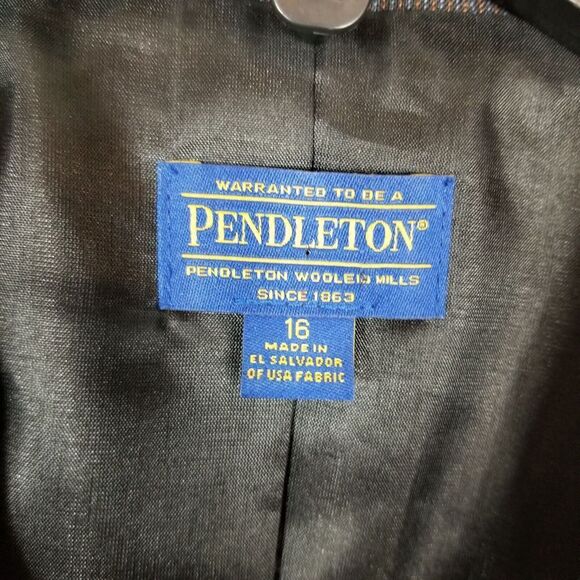 WARRANTED TO BE A
PENDLETON®
PENDLETON WOOLEN MILLS
SINCE 1863
16
MADE IN
EL SALVADOR
OF USA FABRIC